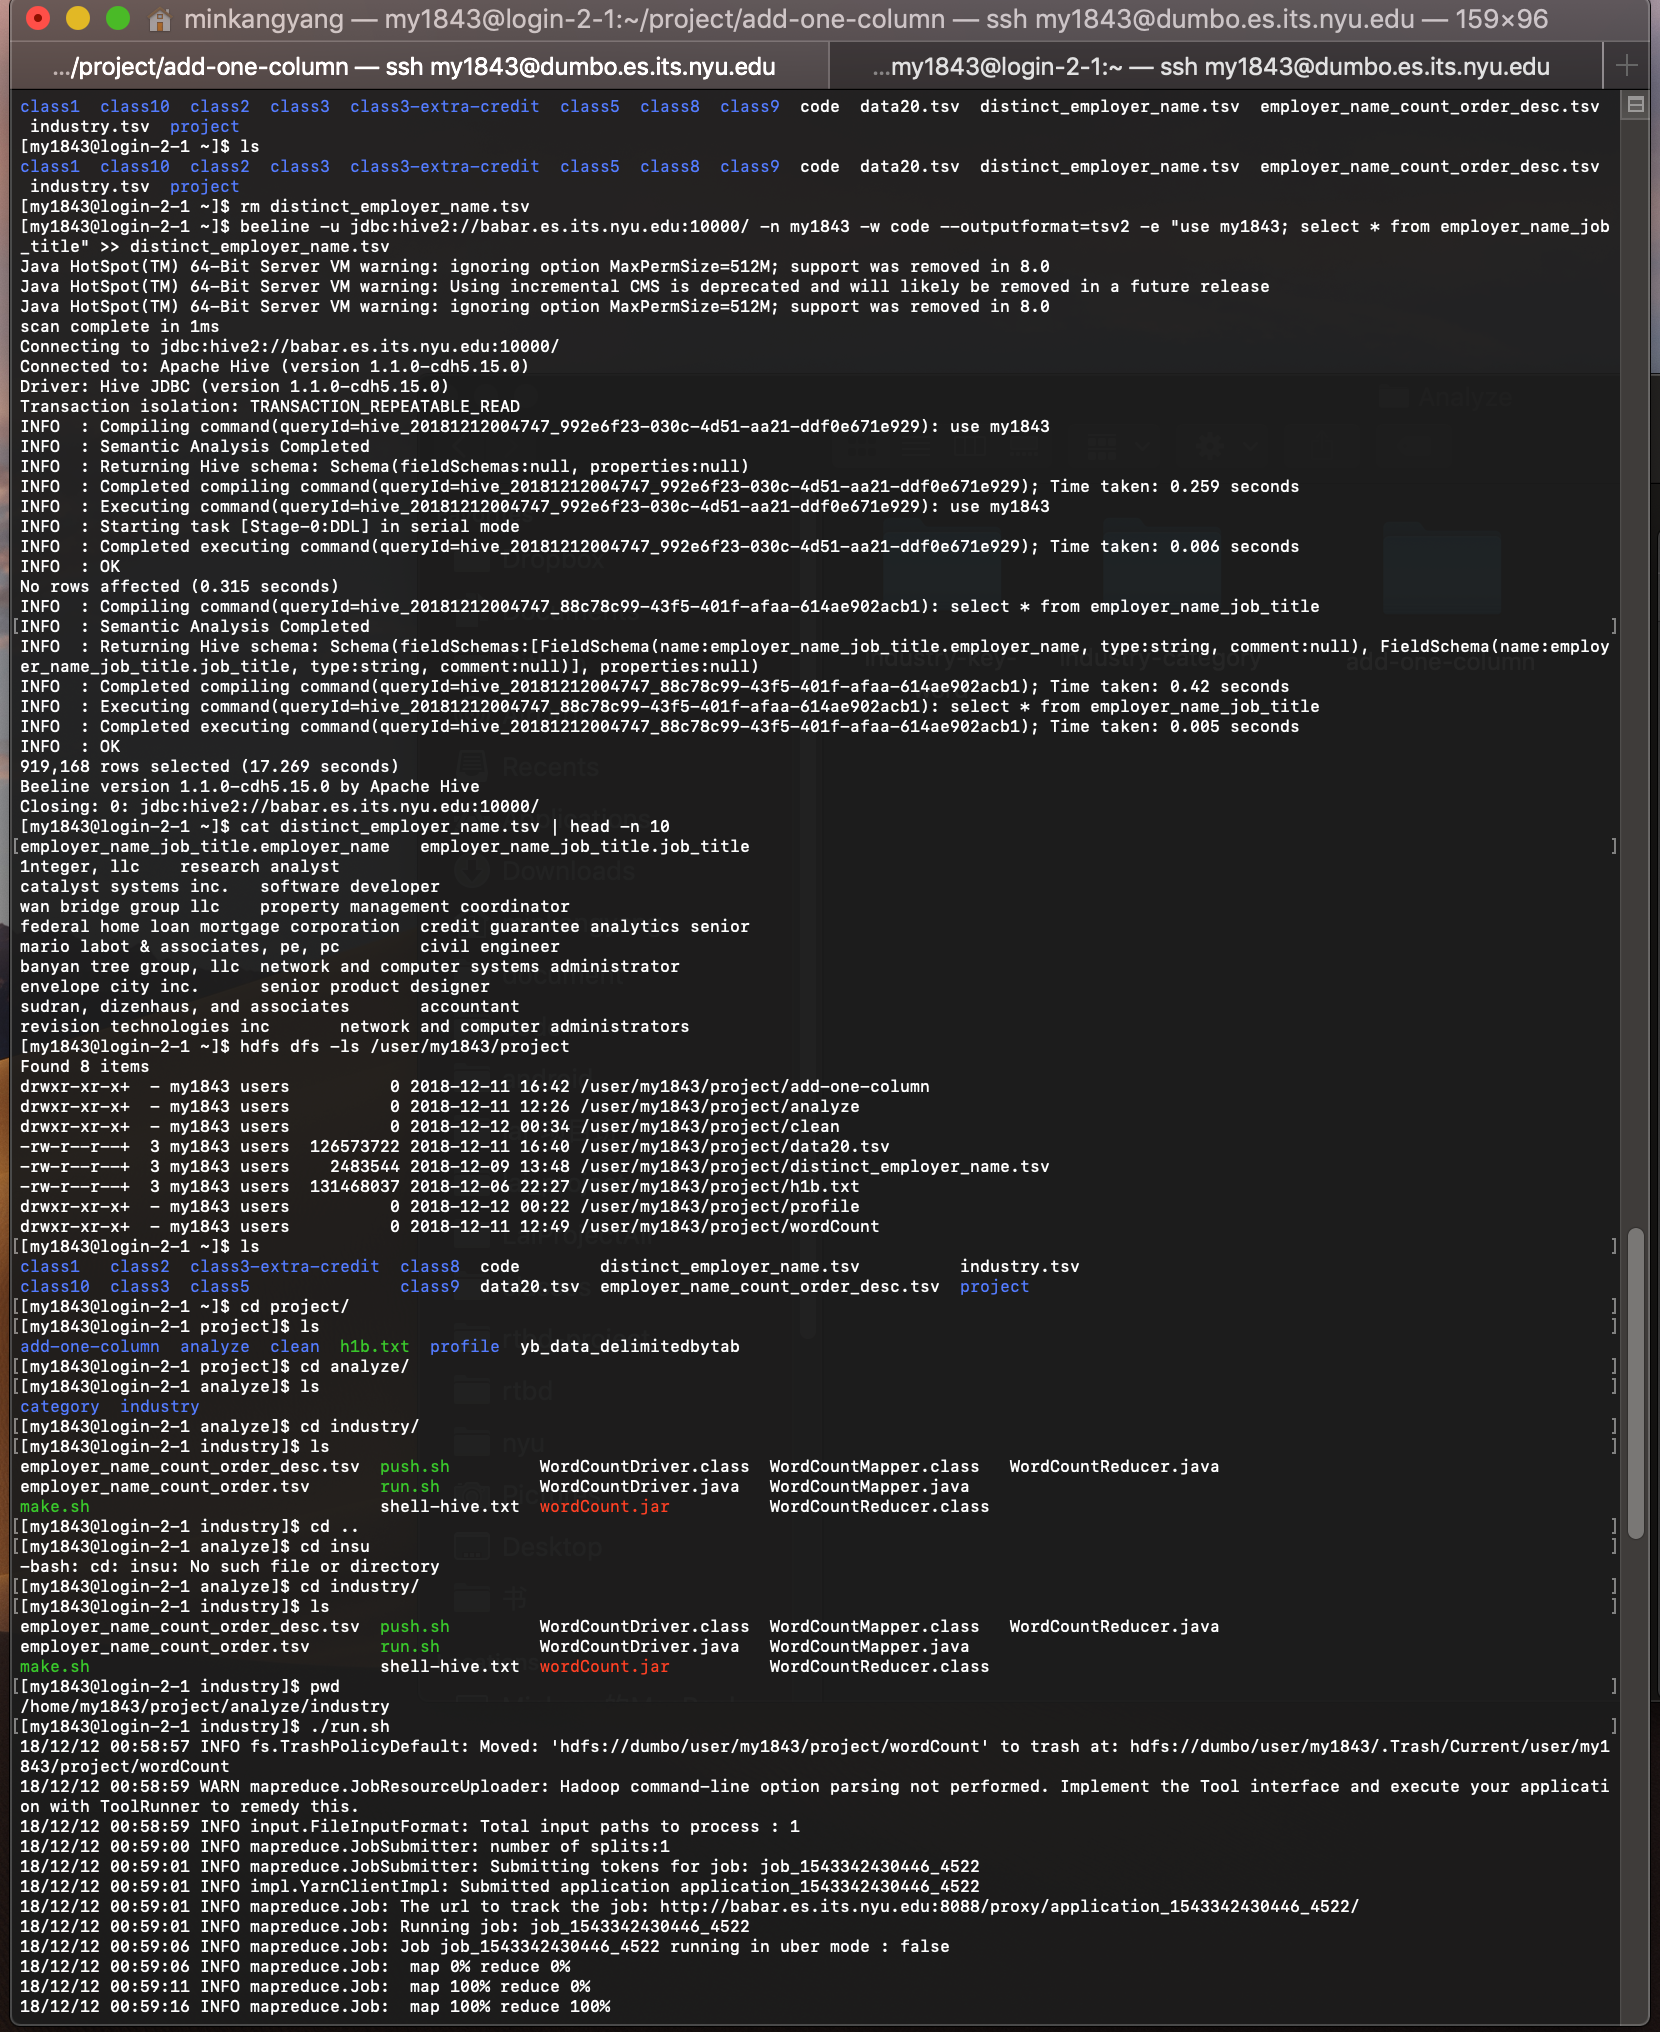 minkangyang — my1843@login-2-1:~/project/add-one-column — ssh my1843@dumbo.es.its.nyu.edu — 159×96
.../project/add-one-column — ssh my1843@dumbo.es.its.nyu.edu
...my1843@login-2-1:~ — ssh my1843@dumbo.es.its.nyu.edu
class1  class10  class2  class3  class3-extra-credit  class5  class8  class9  code  data20.tsv  distinct_employer_name.tsv  employer_name_count_order_desc.tsv
 industry.tsv  project
[my1843@login-2-1 ~]$ ls
class1  class10  class2  class3  class3-extra-credit  class5  class8  class9  code  data20.tsv  distinct_employer_name.tsv  employer_name_count_order_desc.tsv
 industry.tsv  project
[my1843@login-2-1 ~]$ rm distinct_employer_name.tsv
[my1843@login-2-1 ~]$ beeline -u jdbc:hive2://babar.es.its.nyu.edu:10000/ -n my1843 -w code --outputformat=tsv2 -e "use my1843; select * from employer_name_job
_title" >> distinct_employer_name.tsv
Java HotSpot(TM) 64-Bit Server VM warning: ignoring option MaxPermSize=512M; support was removed in 8.0
Java HotSpot(TM) 64-Bit Server VM warning: Using incremental CMS is deprecated and will likely be removed in a future release
Java HotSpot(TM) 64-Bit Server VM warning: ignoring option MaxPermSize=512M; support was removed in 8.0
scan complete in 1ms
Connecting to jdbc:hive2://babar.es.its.nyu.edu:10000/
Connected to: Apache Hive (version 1.1.0-cdh5.15.0)
Driver: Hive JDBC (version 1.1.0-cdh5.15.0)
Transaction isolation: TRANSACTION_REPEATABLE_READ
INFO  : Compiling command(queryId=hive_20181212004747_992e6f23-030c-4d51-aa21-ddf0e671e929): use my1843
INFO  : Semantic Analysis Completed
INFO  : Returning Hive schema: Schema(fieldSchemas:null, properties:null)
INFO  : Completed compiling command(queryId=hive_20181212004747_992e6f23-030c-4d51-aa21-ddf0e671e929); Time taken: 0.259 seconds
INFO  : Executing command(queryId=hive_20181212004747_992e6f23-030c-4d51-aa21-ddf0e671e929): use my1843
INFO  : Starting task [Stage-0:DDL] in serial mode
INFO  : Completed executing command(queryId=hive_20181212004747_992e6f23-030c-4d51-aa21-ddf0e671e929); Time taken: 0.006 seconds
INFO  : OK
No rows affected (0.315 seconds)
INFO  : Compiling command(queryId=hive_20181212004747_88c78c99-43f5-401f-afaa-614ae902acb1): select * from employer_name_job_title
[INFO  : Semantic Analysis Completed ]
INFO  : Returning Hive schema: Schema(fieldSchemas:[FieldSchema(name:employer_name_job_title.employer_name, type:string, comment:null), FieldSchema(name:employ
er_name_job_title.job_title, type:string, comment:null)], properties:null)
INFO  : Completed compiling command(queryId=hive_20181212004747_88c78c99-43f5-401f-afaa-614ae902acb1); Time taken: 0.42 seconds
INFO  : Executing command(queryId=hive_20181212004747_88c78c99-43f5-401f-afaa-614ae902acb1): select * from employer_name_job_title
INFO  : Completed executing command(queryId=hive_20181212004747_88c78c99-43f5-401f-afaa-614ae902acb1); Time taken: 0.005 seconds
INFO  : OK
919,168 rows selected (17.269 seconds)
Beeline version 1.1.0-cdh5.15.0 by Apache Hive
Closing: 0: jdbc:hive2://babar.es.its.nyu.edu:10000/
[my1843@login-2-1 ~]$ cat distinct_employer_name.tsv | head -n 10
[employer_name_job_title.employer_name   employer_name_job_title.job_title ]
1nteger, llc    research analyst
catalyst systems inc.   software developer
wan bridge group llc    property management coordinator
federal home loan mortgage corporation  credit guarantee analytics senior
mario labot & associates, pe, pc        civil engineer
banyan tree group, llc  network and computer systems administrator
envelope city inc.      senior product designer
sudran, dizenhaus, and associates       accountant
revision technologies inc       network and computer administrators
[my1843@login-2-1 ~]$ hdfs dfs -ls /user/my1843/project
Found 8 items
drwxr-xr-x+  - my1843 users          0 2018-12-11 16:42 /user/my1843/project/add-one-column
drwxr-xr-x+  - my1843 users          0 2018-12-11 12:26 /user/my1843/project/analyze
drwxr-xr-x+  - my1843 users          0 2018-12-12 00:34 /user/my1843/project/clean
-rw-r--r--+  3 my1843 users  126573722 2018-12-11 16:40 /user/my1843/project/data20.tsv
-rw-r--r--+  3 my1843 users    2483544 2018-12-09 13:48 /user/my1843/project/distinct_employer_name.tsv
-rw-r--r--+  3 my1843 users  131468037 2018-12-06 22:27 /user/my1843/project/h1b.txt
drwxr-xr-x+  - my1843 users          0 2018-12-12 00:22 /user/my1843/project/profile
drwxr-xr-x+  - my1843 users          0 2018-12-11 12:49 /user/my1843/project/wordCount
[[my1843@login-2-1 ~]$ ls ]
class1   class2  class3-extra-credit  class8  code        distinct_employer_name.tsv          industry.tsv
class10  class3  class5               class9  data20.tsv  employer_name_count_order_desc.tsv  project
[[my1843@login-2-1 ~]$ cd project/ ]
[[my1843@login-2-1 project]$ ls ]
add-one-column  analyze  clean  h1b.txt  profile  yb_data_delimitedbytab
[[my1843@login-2-1 project]$ cd analyze/ ]
[[my1843@login-2-1 analyze]$ ls ]
category  industry
[[my1843@login-2-1 analyze]$ cd industry/ ]
[[my1843@login-2-1 industry]$ ls ]
employer_name_count_order_desc.tsv  push.sh         WordCountDriver.class  WordCountMapper.class   WordCountReducer.java
employer_name_count_order.tsv       run.sh          WordCountDriver.java   WordCountMapper.java
make.sh                             shell-hive.txt  wordCount.jar          WordCountReducer.class
[[my1843@login-2-1 industry]$ cd .. ]
[[my1843@login-2-1 analyze]$ cd insu ]
-bash: cd: insu: No such file or directory
[[my1843@login-2-1 analyze]$ cd industry/ ]
[[my1843@login-2-1 industry]$ ls ]
employer_name_count_order_desc.tsv  push.sh         WordCountDriver.class  WordCountMapper.class   WordCountReducer.java
employer_name_count_order.tsv       run.sh          WordCountDriver.java   WordCountMapper.java
make.sh                             shell-hive.txt  wordCount.jar          WordCountReducer.class
[[my1843@login-2-1 industry]$ pwd ]
/home/my1843/project/analyze/industry
[[my1843@login-2-1 industry]$ ./run.sh ]
18/12/12 00:58:57 INFO fs.TrashPolicyDefault: Moved: 'hdfs://dumbo/user/my1843/project/wordCount' to trash at: hdfs://dumbo/user/my1843/.Trash/Current/user/my1
843/project/wordCount
18/12/12 00:58:59 WARN mapreduce.JobResourceUploader: Hadoop command-line option parsing not performed. Implement the Tool interface and execute your applicati
on with ToolRunner to remedy this.
18/12/12 00:58:59 INFO input.FileInputFormat: Total input paths to process : 1
18/12/12 00:59:00 INFO mapreduce.JobSubmitter: number of splits:1
18/12/12 00:59:01 INFO mapreduce.JobSubmitter: Submitting tokens for job: job_1543342430446_4522
18/12/12 00:59:01 INFO impl.YarnClientImpl: Submitted application application_1543342430446_4522
18/12/12 00:59:01 INFO mapreduce.Job: The url to track the job: http://babar.es.its.nyu.edu:8088/proxy/application_1543342430446_4522/
18/12/12 00:59:01 INFO mapreduce.Job: Running job: job_1543342430446_4522
18/12/12 00:59:06 INFO mapreduce.Job: Job job_1543342430446_4522 running in uber mode : false
18/12/12 00:59:06 INFO mapreduce.Job:  map 0% reduce 0%
18/12/12 00:59:11 INFO mapreduce.Job:  map 100% reduce 0%
18/12/12 00:59:16 INFO mapreduce.Job:  map 100% reduce 100%